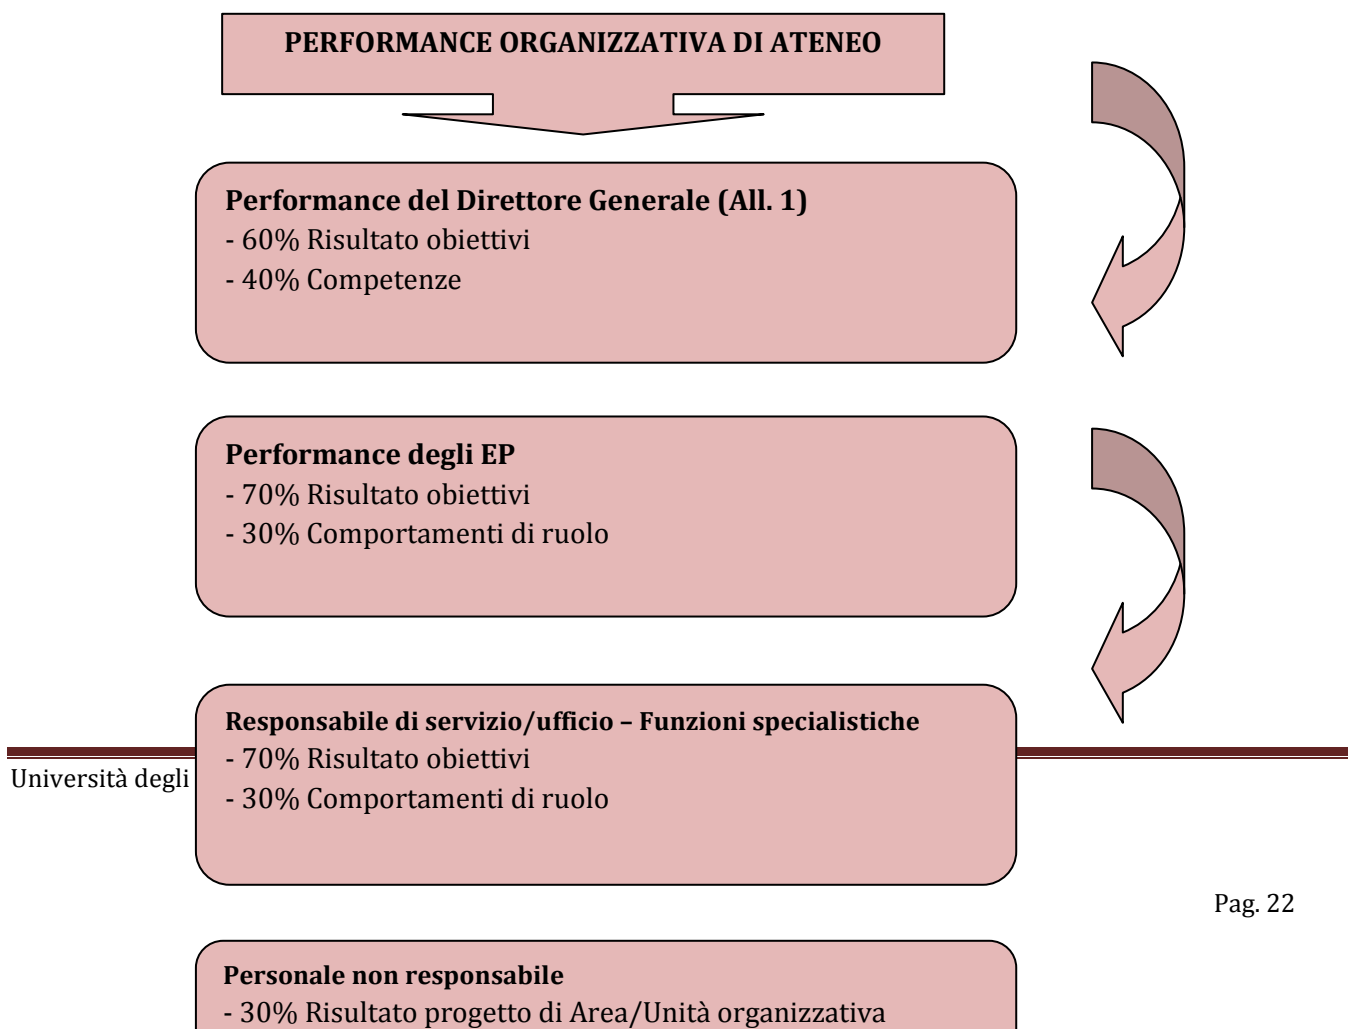 PERFORMANCE ORGANIZZATIVA DI ATENEO
Performance del Direttore Generale (All. 1)
- 60% Risultato obiettivi
- 40% Competenze
Performance degli EP
- 70% Risultato obiettivi
- 30% Comportamenti di ruolo
Responsabile di servizio/ufficio – Funzioni specialistiche
- 70% Risultato obiettivi
- 30% Comportamenti di ruolo
Università degli
Pag. 22
Personale non responsabile
- 30% Risultato progetto di Area/Unità organizzativa